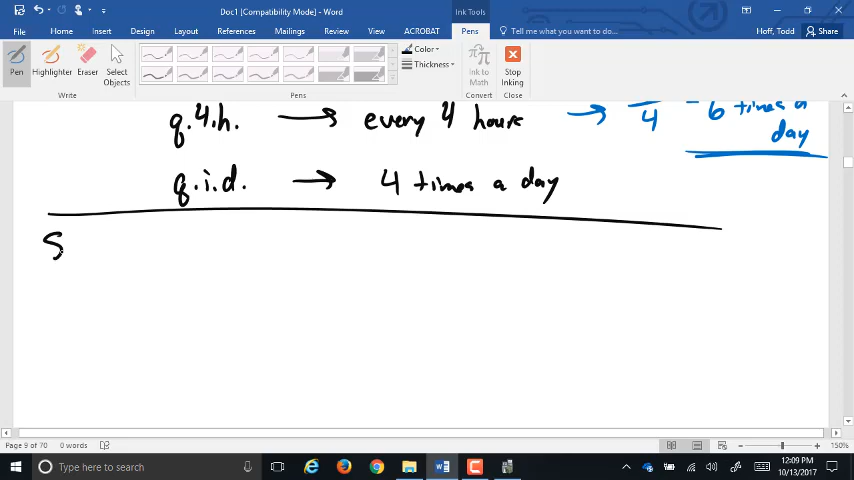 Doc1 [Compatibility Mode] - Word
Ink Tools
Hoff, Todd
File Home Insert Design Layout References Mailings Review View ACROBAT Pens Tell me what you want to do... Share
Pen Highlighter Eraser Select Objects
Color
Thickness
Ink to Math
Stop Inking
Write Pens Convert Close
q.4.h. → every 4 hours → 4 - 6 times a day
q.i.d. → 4 times a day
S
Page 9 of 70 0 words 150%
Type here to search
12:09 PM
10/13/2017